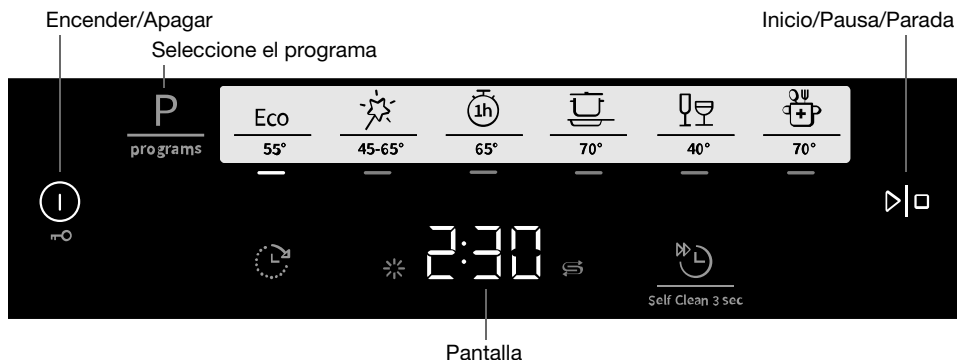 Encender/Apagar
Inicio/Pausa/Parada
Seleccione el programa
P
programs
Eco
1h
55°
45-65°
65°
70°
40°
70°
2:30
Self Clean 3 sec
Pantalla